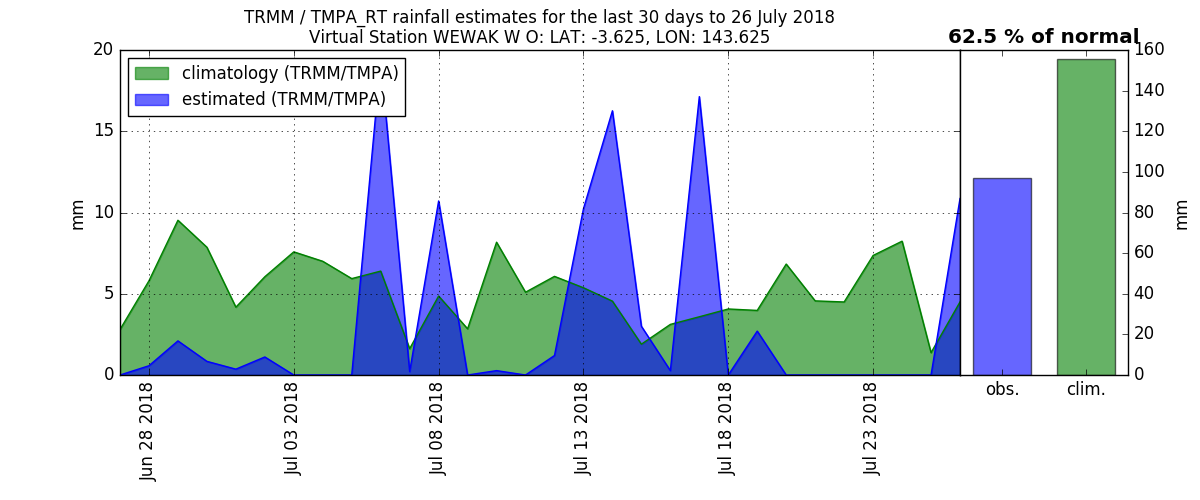 TRMM / TMPA_RT rainfall estimates for the last 30 days to 26 July 2018
Virtual Station WEWAK W O: LAT: -3.625, LON: 143.625
62.5 % of normal
climatology (TRMM/TMPA)
estimated (TRMM/TMPA)
20
15
10
5
0
mm
Jun 28 2018
Jul 03 2018
Jul 08 2018
Jul 13 2018
Jul 18 2018
Jul 23 2018
160
140
120
100
80
60
40
20
0
mm
obs.
clim.